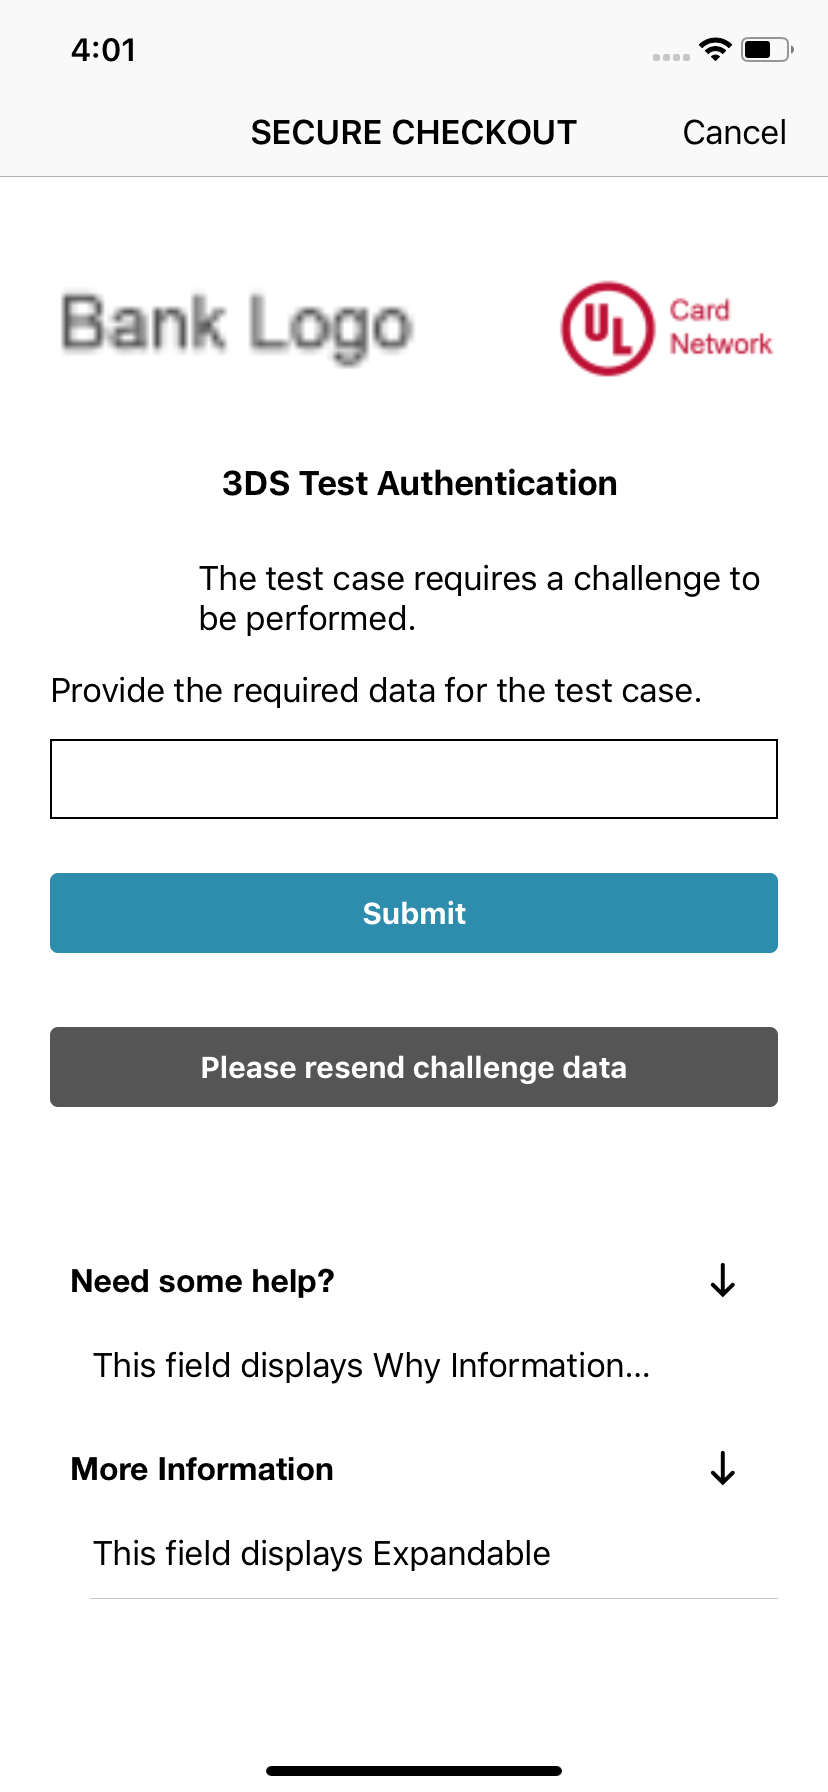 4:01
SECURE CHECKOUT Cancel
Bank Logo
UL Card
Network
3DS Test Authentication
The test case requires a challenge to
be performed.
Provide the required data for the test case.
Submit
Please resend challenge data
Need some help?
This field displays Why Information...
More Information
This field displays Expandable